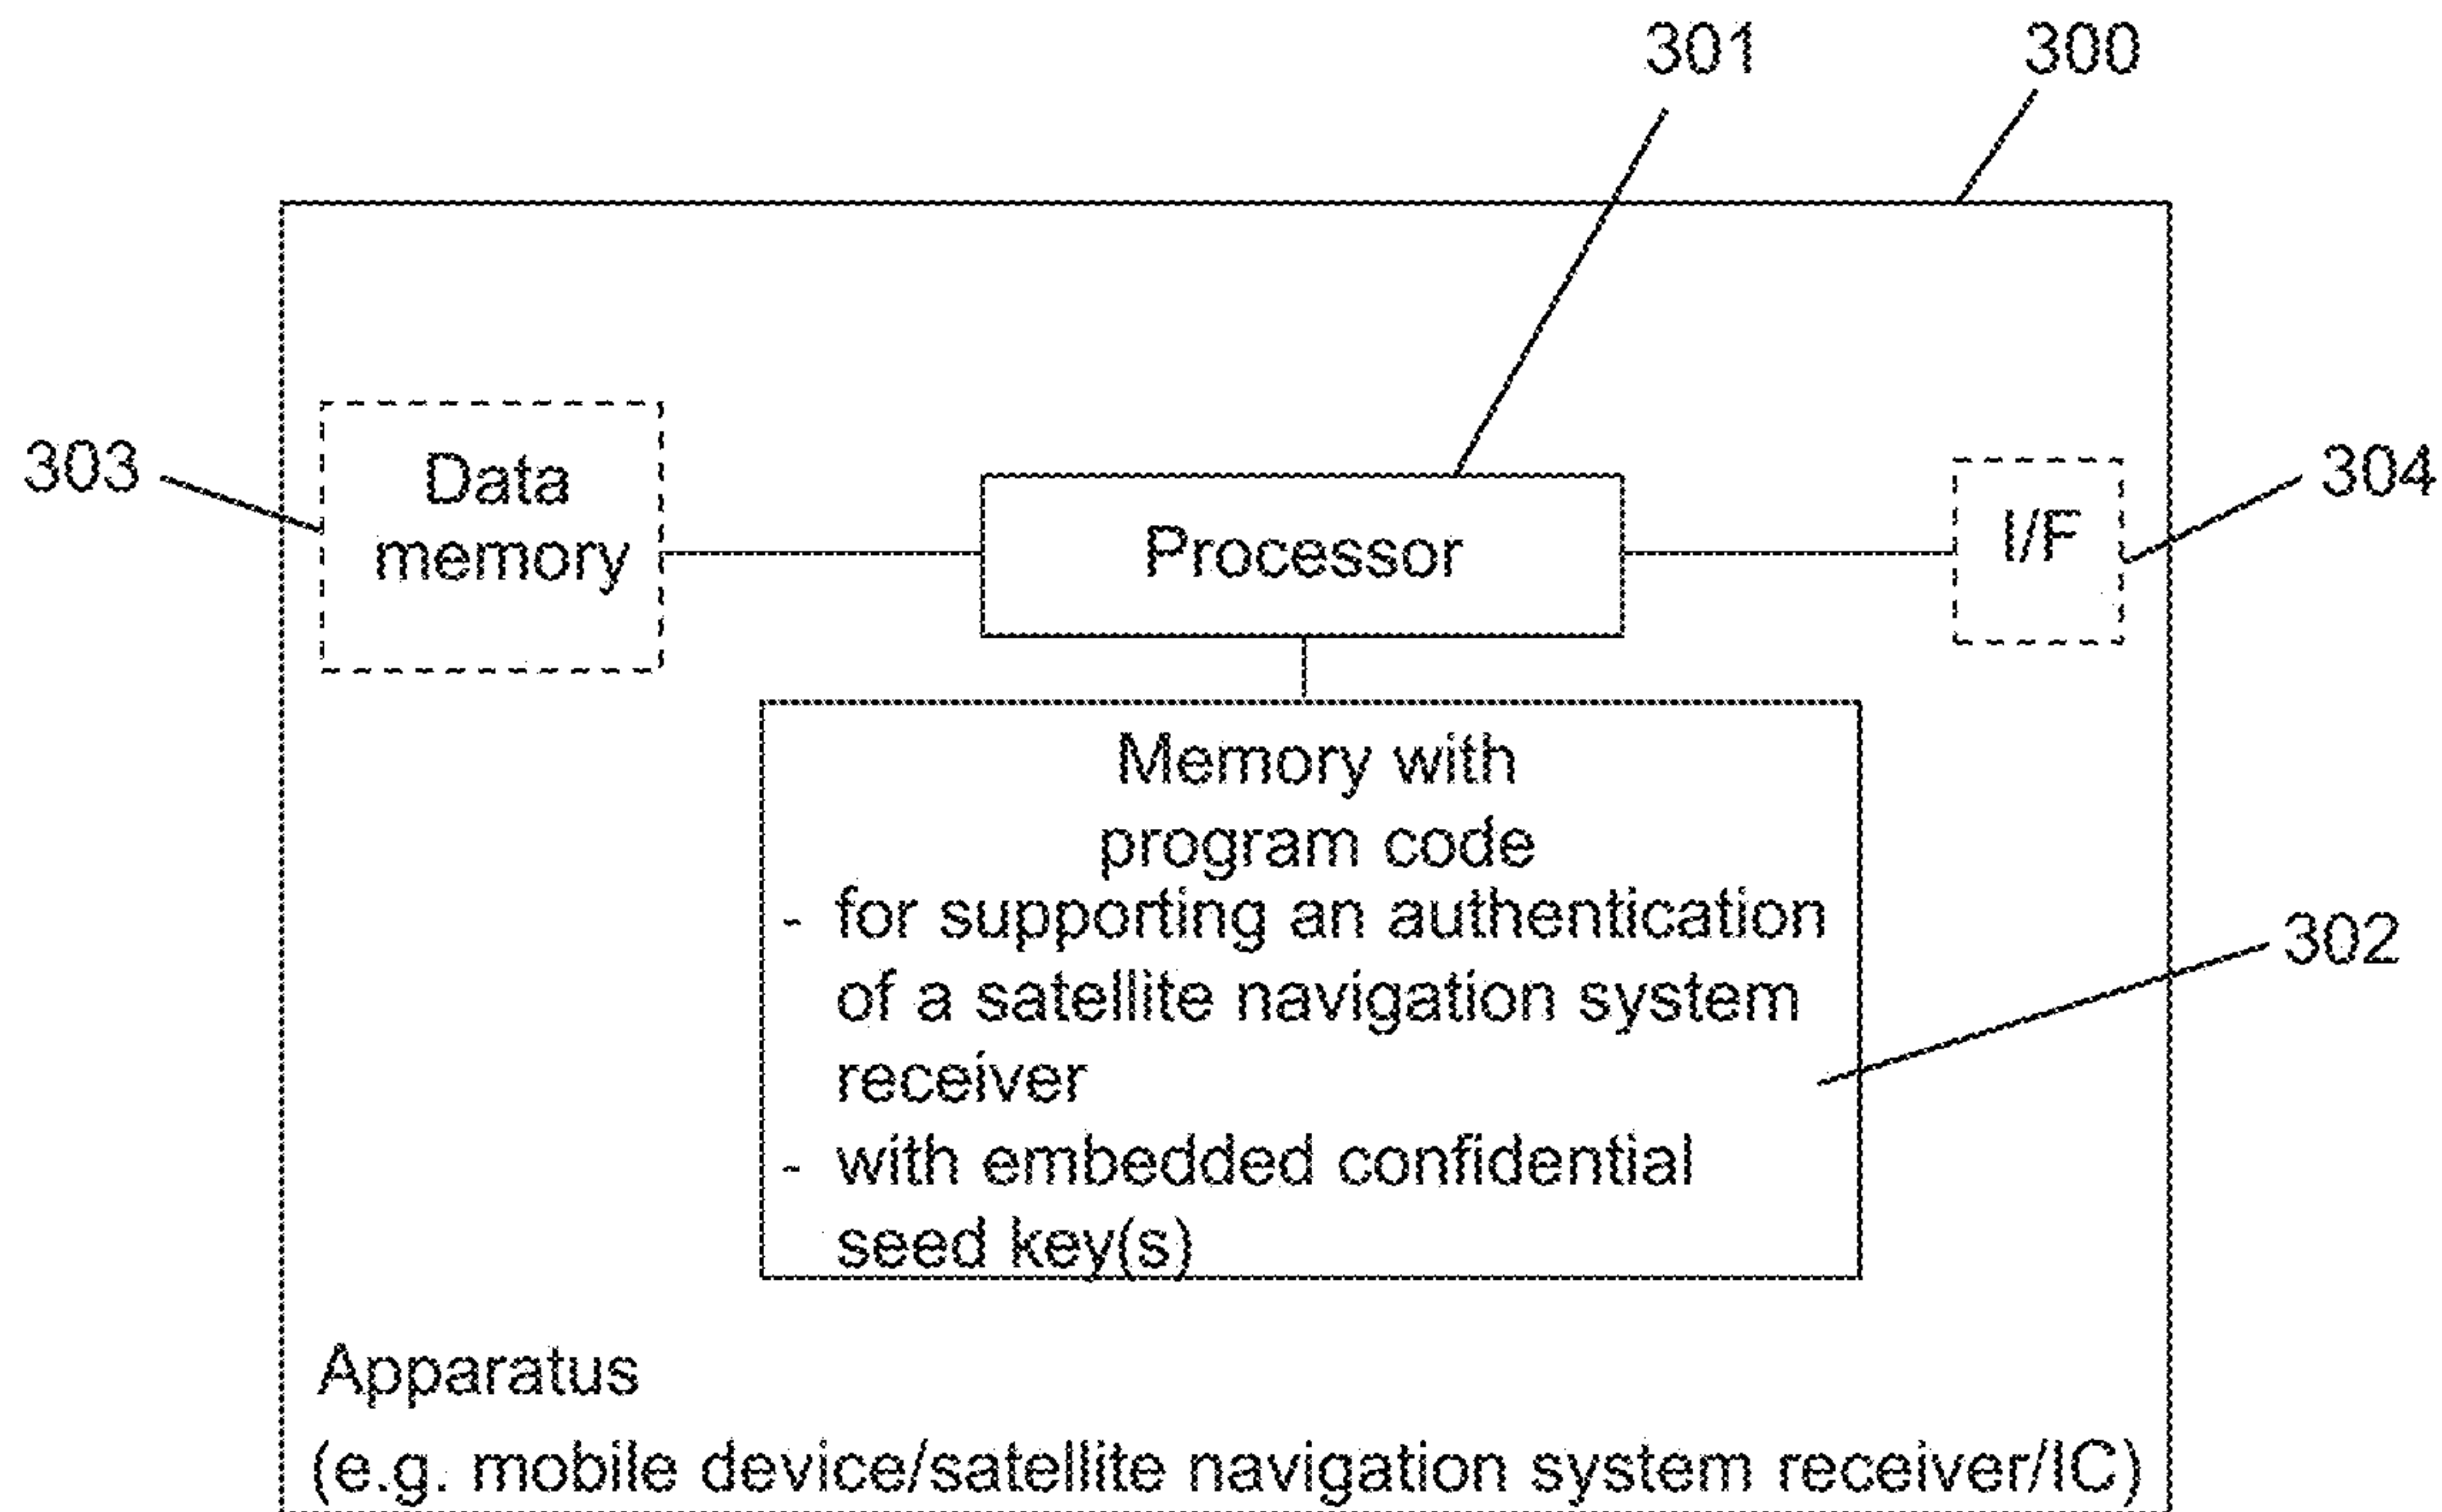 301
300
303
Data
memory
Processor
I/F
304
Memory with
program code
- for supporting an authentication
of a satellite navigation system
receiver
- with embedded confidential
seed key(s)
302
Apparatus
(e.g. mobile device/satellite navigation system receiver/IC)